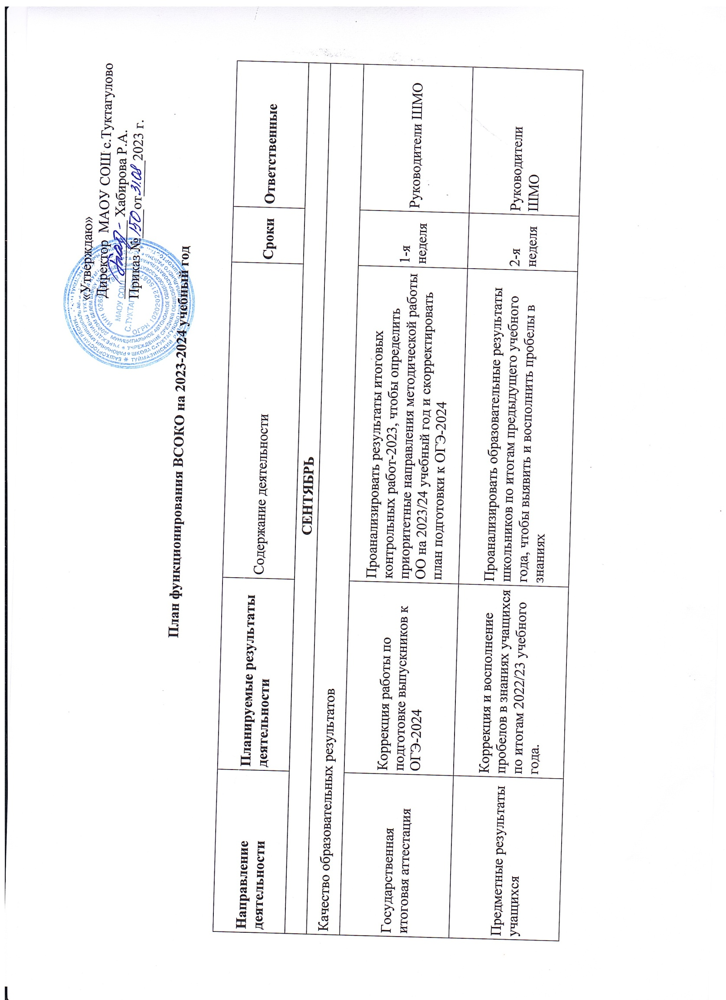 «Утверждаю»
Директор МАОУ СОШ с.Туктагулово
Хабирова Р.А.
Приказ № 150 от 31.08 2023 г.
План функционирования ВСОКО на 2023-2024 учебный год
Направление
деятельности
Планируемые результаты
деятельности
Содержание деятельности
Сроки
Ответственные
СЕНТЯБРЬ
Качество образовательных результатов
Государственная
итоговая аттестация
Коррекция работы по
подготовке выпускников к
ОГЭ-2024
Проанализировать результаты итоговых
контрольных работ-2023, чтобы определить
приоритетные направления методической работы
ОО на 2023/24 учебный год и скорректировать
план подготовки к ОГЭ-2024
1-я
неделя
Руководители ШМО
Предметные результаты
учащихся
Коррекция и восполнение
пробелов в знаниях учащихся
по итогам 2022/23 учебного
года.
Проанализировать образовательные результаты
школьников по итогам предыдущего учебного
года, чтобы выявить и восполнить пробелы в
знаниях
2-я
неделя
Руководители
ШМО
МАОУ СОШ
ОГРН 1020202215087